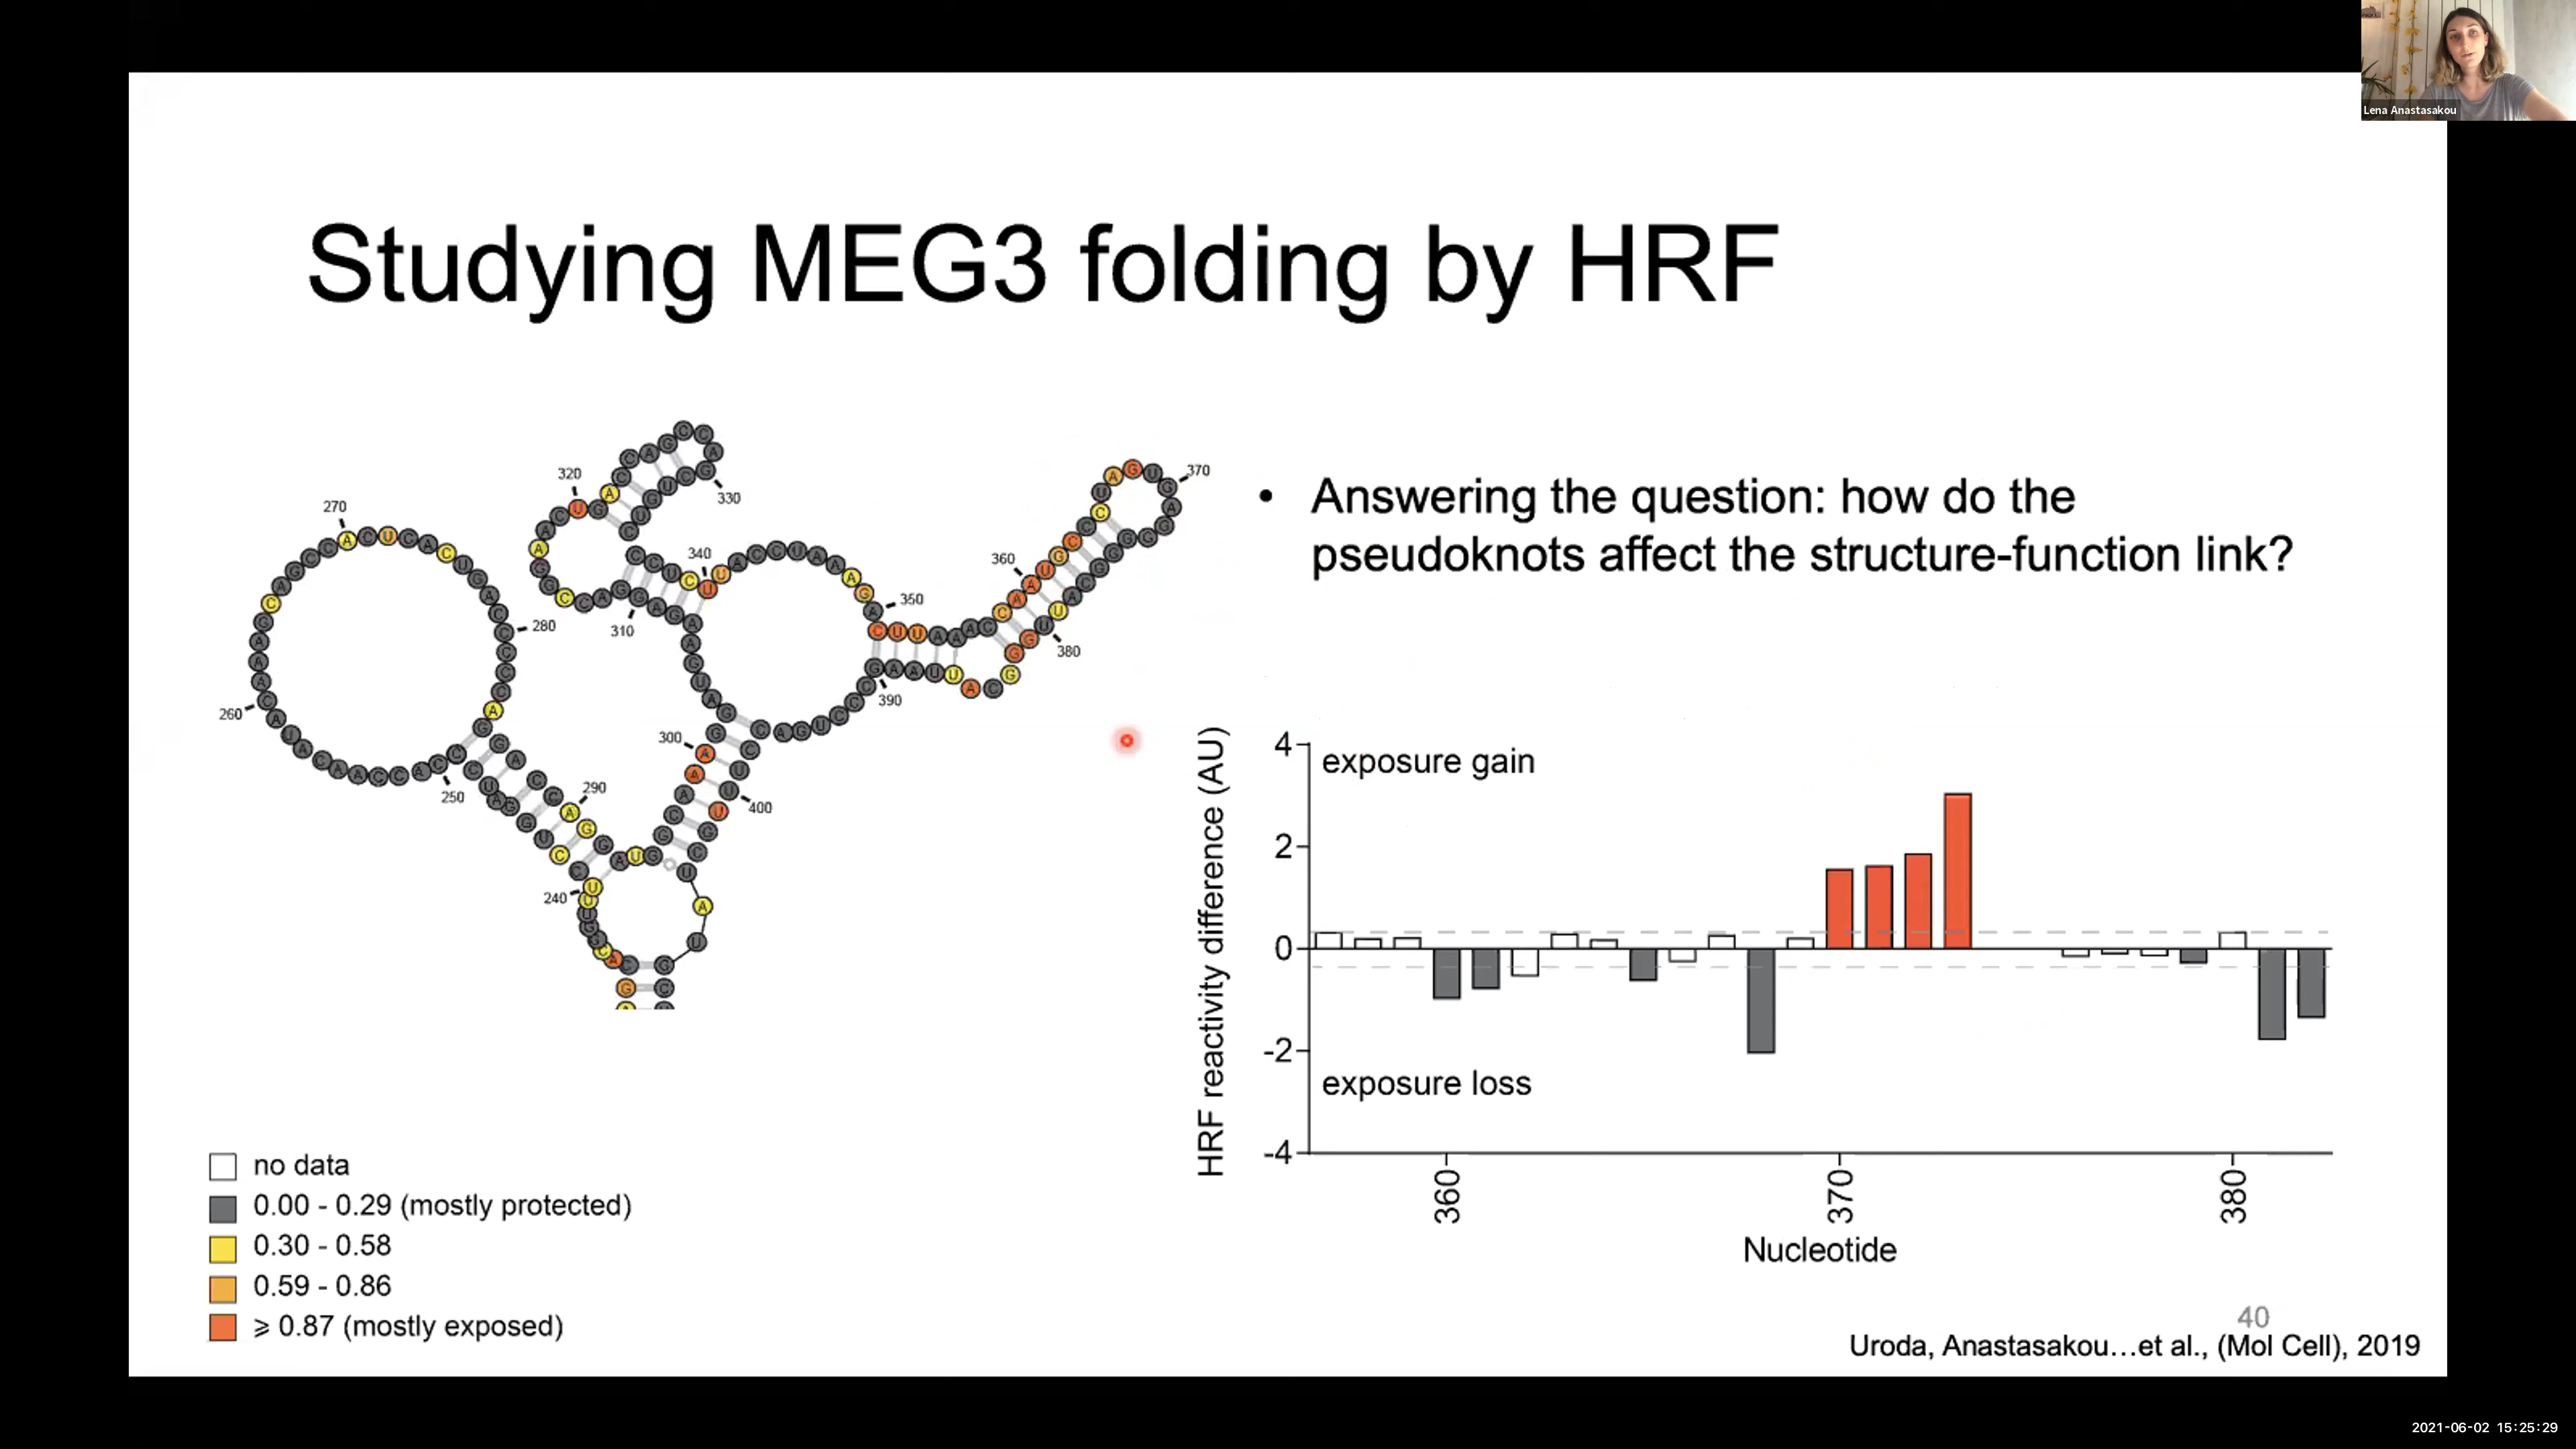 Lena Anastasakou
Studying MEG3 folding by HRF
• Answering the question: how do the
pseudoknots affect the structure-function link?
320
330
270
280
260
250
240
290
300
310
340
350
360
370
380
390
400
HRF reactivity difference (AU)
4
2
0
-2
-4
exposure gain
exposure loss
360
370
380
Nucleotide
no data
0.00 - 0.29 (mostly protected)
0.30 - 0.58
0.59 - 0.86
⩾ 0.87 (mostly exposed)
40
Uroda, Anastasakou...et al., (Mol Cell), 2019
2021-06-02 15:25:29